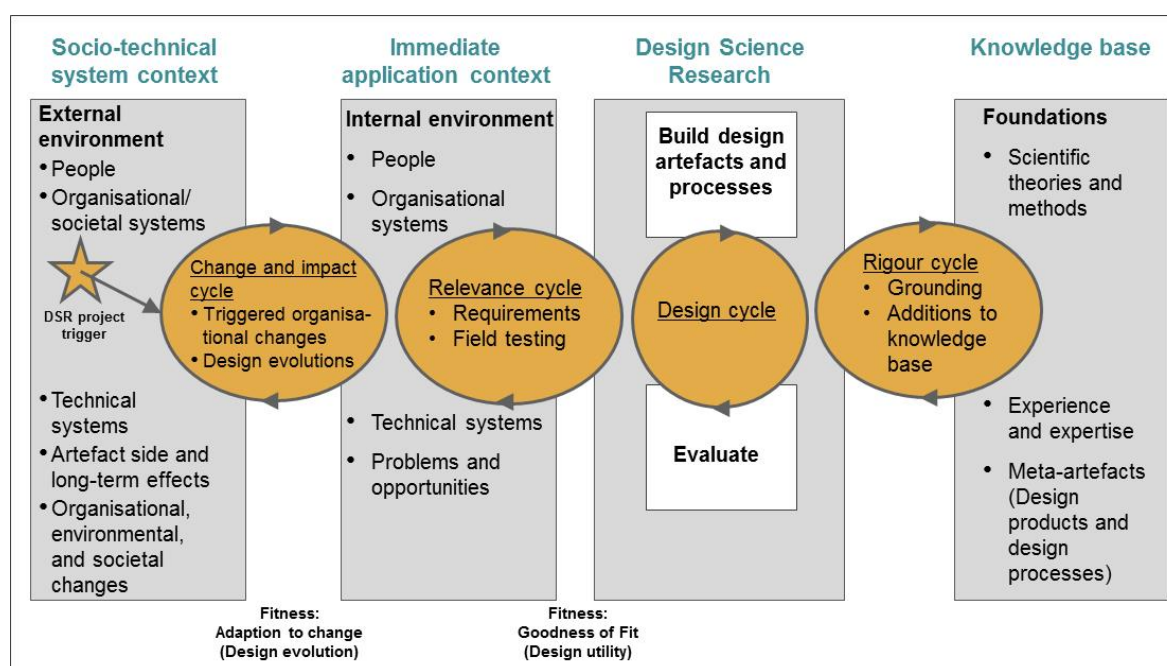 Socio-technical
system context
Immediate
application context
Design Science
Research
Knowledge base
External
environment
• People
• Organisational/
societal systems
DSR project
trigger
• Technical
systems
• Artefact side and
long-term effects
• Organisational,
environmental,
and societal
changes
Change and impact
cycle
• Triggered organisa-
tional changes
• Design evolutions
Internal environment
• People
• Organisational
systems
Relevance cycle
• Requirements
• Field testing
• Technical systems
• Problems and
opportunities
Build design
artefacts and
processes
Design cycle
Evaluate
Rigour cycle
• Grounding
• Additions to
knowledge
base
Foundations
• Scientific
theories and
methods
• Experience
and expertise
• Meta-artefacts
(Design
products and
design
processes)
Fitness:
Adaption to change
(Design evolution)
Fitness:
Goodness of Fit
(Design utility)